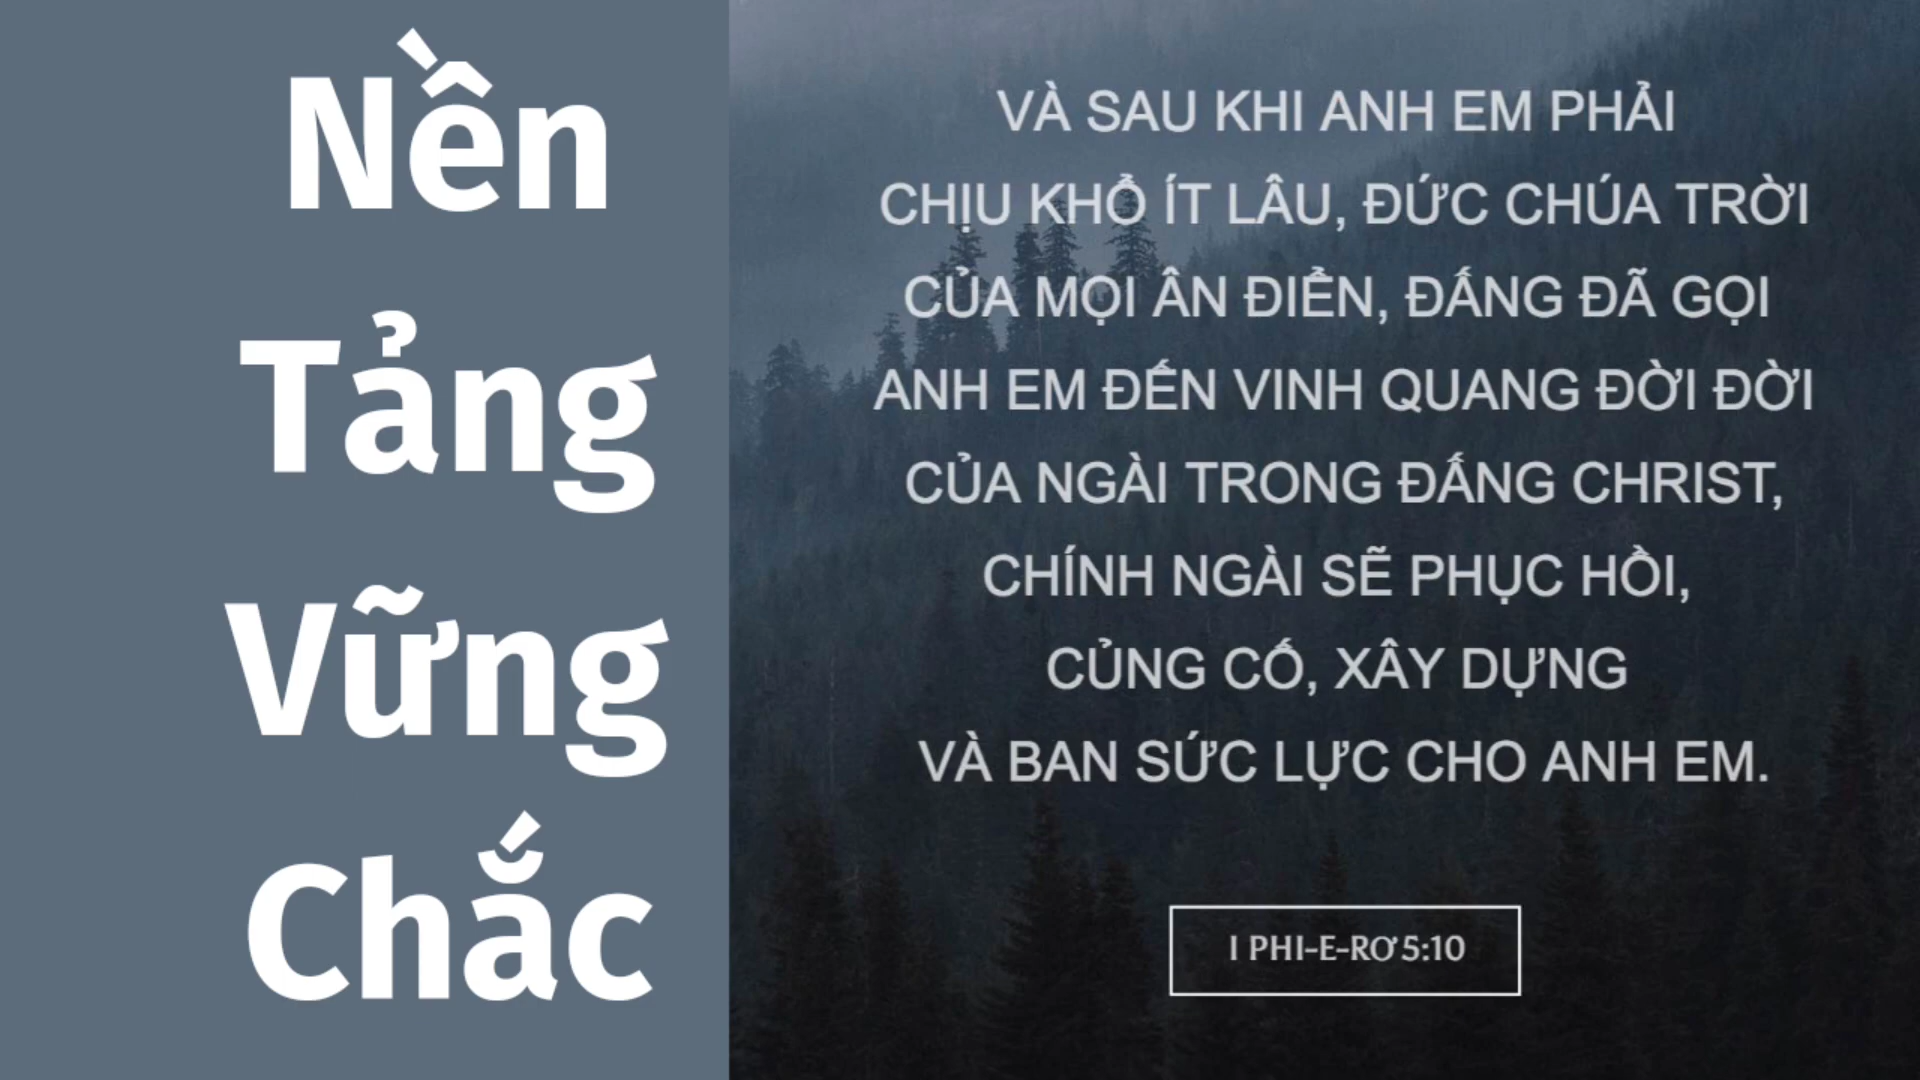 Nền
Tảng
Vững
Chắc
VÀ SAU KHI ANH EM PHẢI
CHỊU KHỔ ÍT LÂU, ĐỨC CHÚA TRỜI
CỦA MỌI ÂN ĐIỂN, ĐẤNG ĐÃ GỌI
ANH EM ĐẾN VINH QUANG ĐỜI ĐỜI
CỦA NGÀI TRONG ĐẤNG CHRIST,
CHÍNH NGÀI SẼ PHỤC HỒI,
CỦNG CỐ, XÂY DỰNG
VÀ BAN SỨC LỰC CHO ANH EM.
I PHI-E-RƠ 5:10